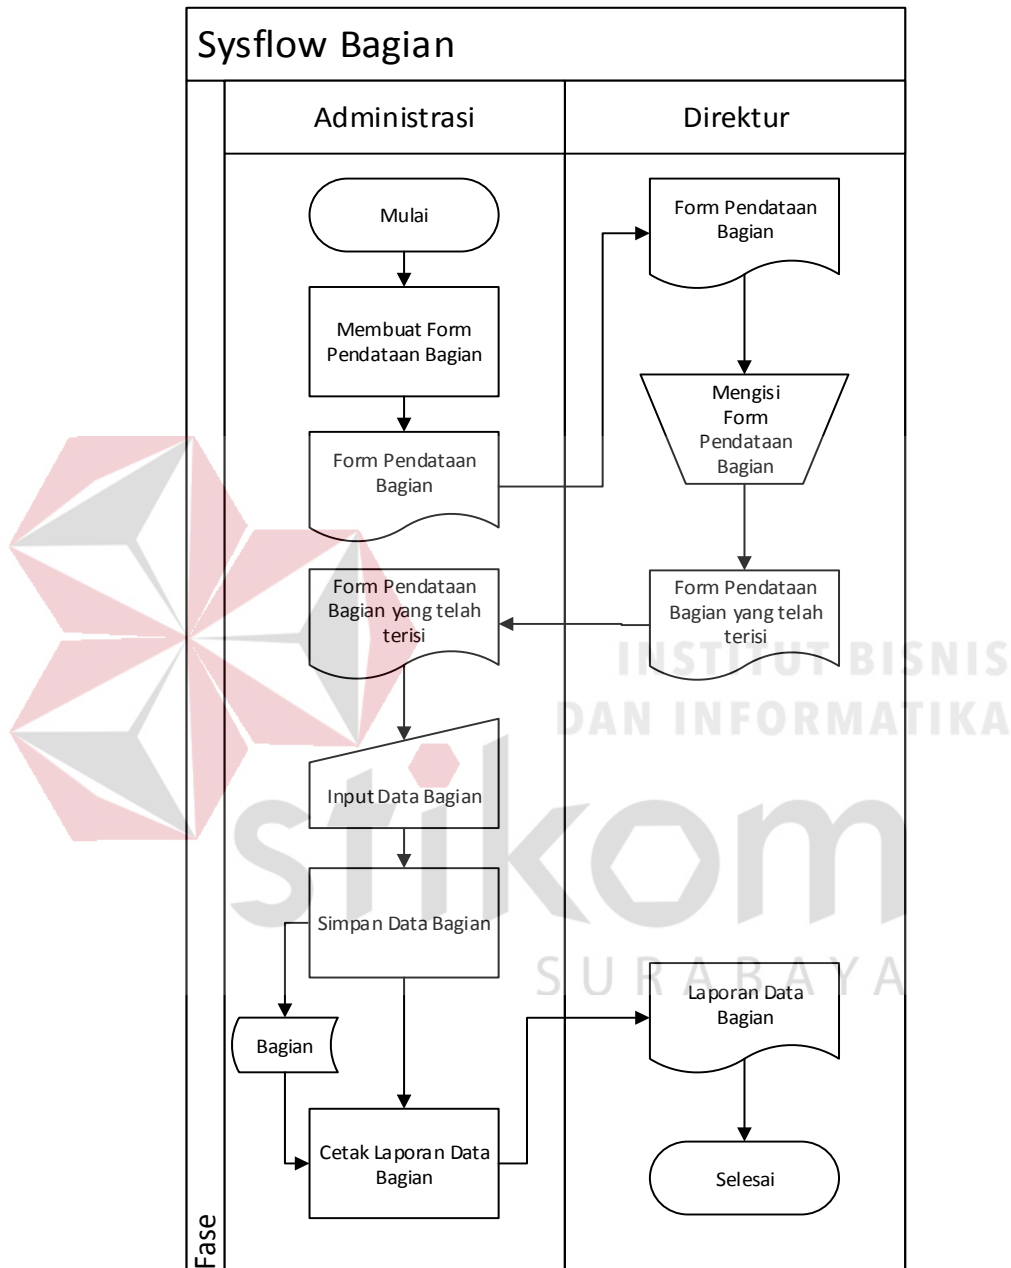 Sysflow Bagian
Administrasi
Direktur
Fase
Mulai
Membuat Form
Pendataan Bagian
Form Pendataan
Bagian
Form Pendataan
Bagian
Mengisi
Form
Pendataan
Bagian
Form Pendataan
Bagian yang telah
terisi
Form Pendataan
Bagian yang telah
terisi
Input Data Bagian
Simpan Data Bagian
Bagian
Cetak Laporan Data
Bagian
Laporan Data
Bagian
Selesai
INSTITUT BISNIS
DAN INFORMATIKA
stikom
SURABAYA